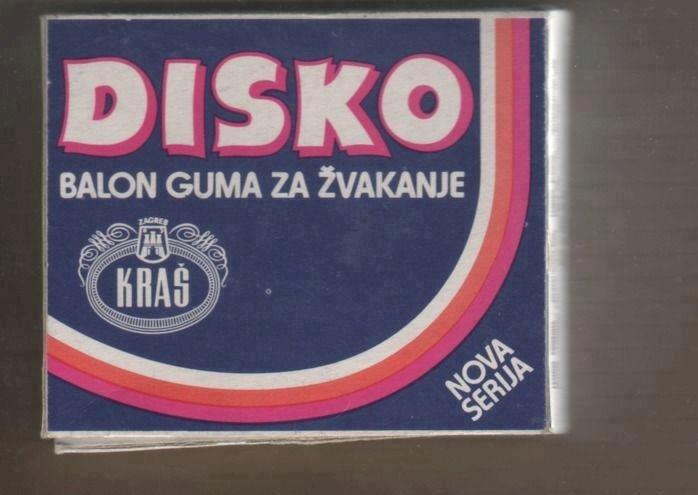 DISKO
BALON GUMA ZA ŽVAKANJE
ZAGREB
KRAŠ
NOVA
SERIJA